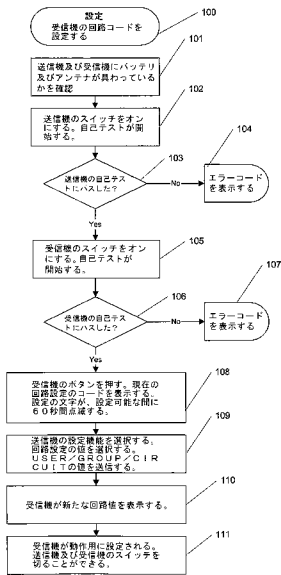 設定
受信機の回路コードを
設定する
100
101
送信機及び受信機にバッテリ
及びアンテナが具わっている
かを確認
102
送信機のスイッチをオン
にする。自己テストが開
始する。
103
104
送信機の自己テス
トにパスした?
No
エラーコード
を表示する
Yes
105
受信機のスイッチをオン
にする。自己テストが
開始する。
106
107
受信機の自己テス
トにパスした?
No
エラーコード
を表示する
Yes
108
受信機のボタンを押す。現在の
回路設定のコードを表示する。
設定の文字が、設定可能な間に
60秒間点滅する。
109
送信機の設定機能を選択する。
回路設定の値を選択する。
USER/GROUP/CIR
CUITの値を送信する。
110
受信機が新たな回路値を表示する。
111
受信機が動作用に設定される。
送信機及び受信機のスイッチを
切ることができる。